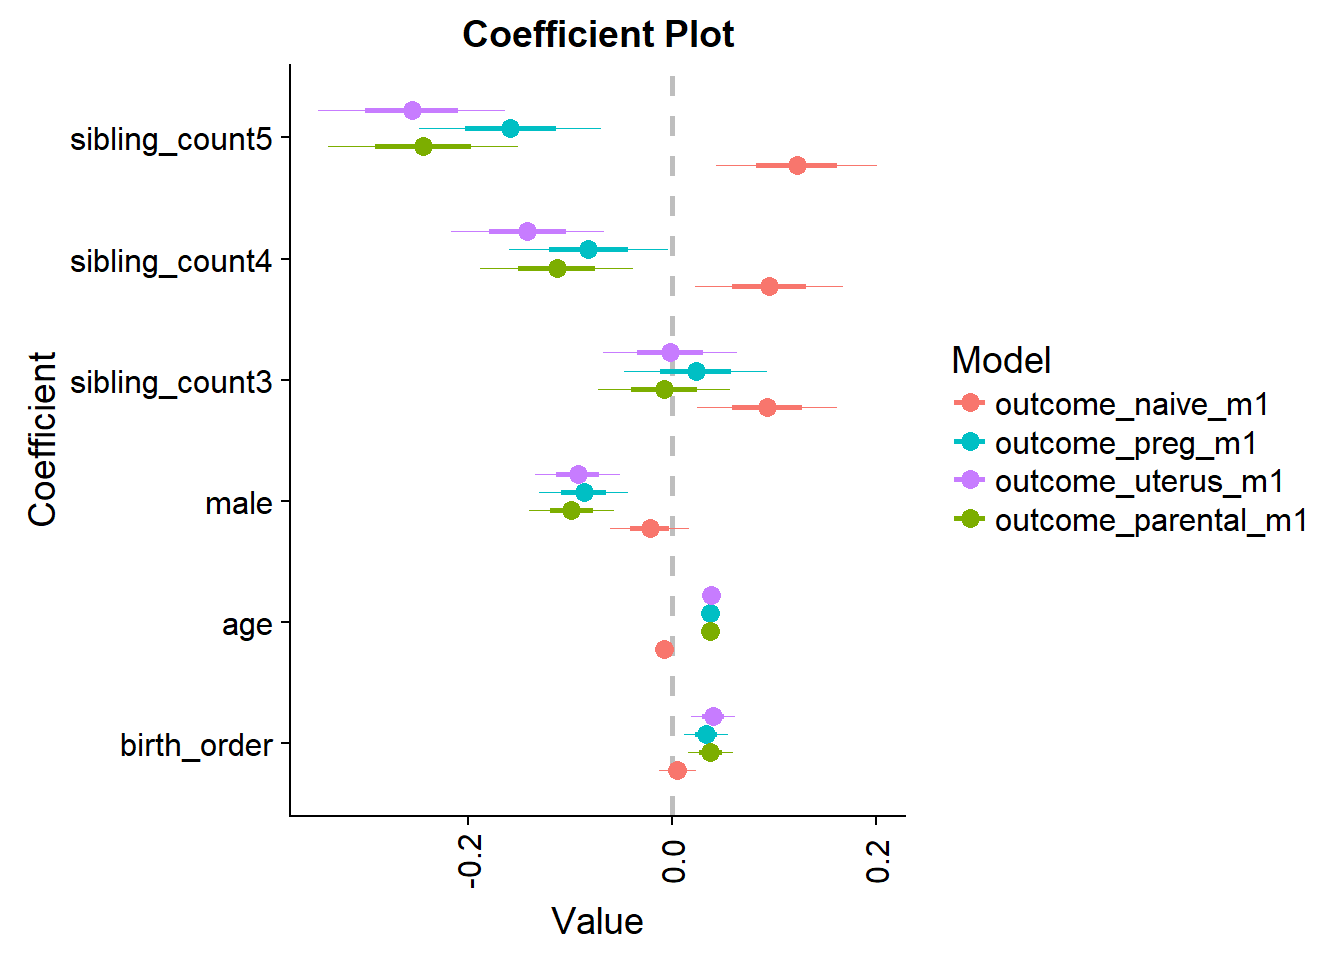 Coefficient Plot
sibling_count5
sibling_count4
sibling_count3
male
age
birth_order
Coefficient
-0.2
0.0
0.2
Value
Model
outcome_naive_m1
outcome_preg_m1
outcome_uterus_m1
outcome_parental_m1